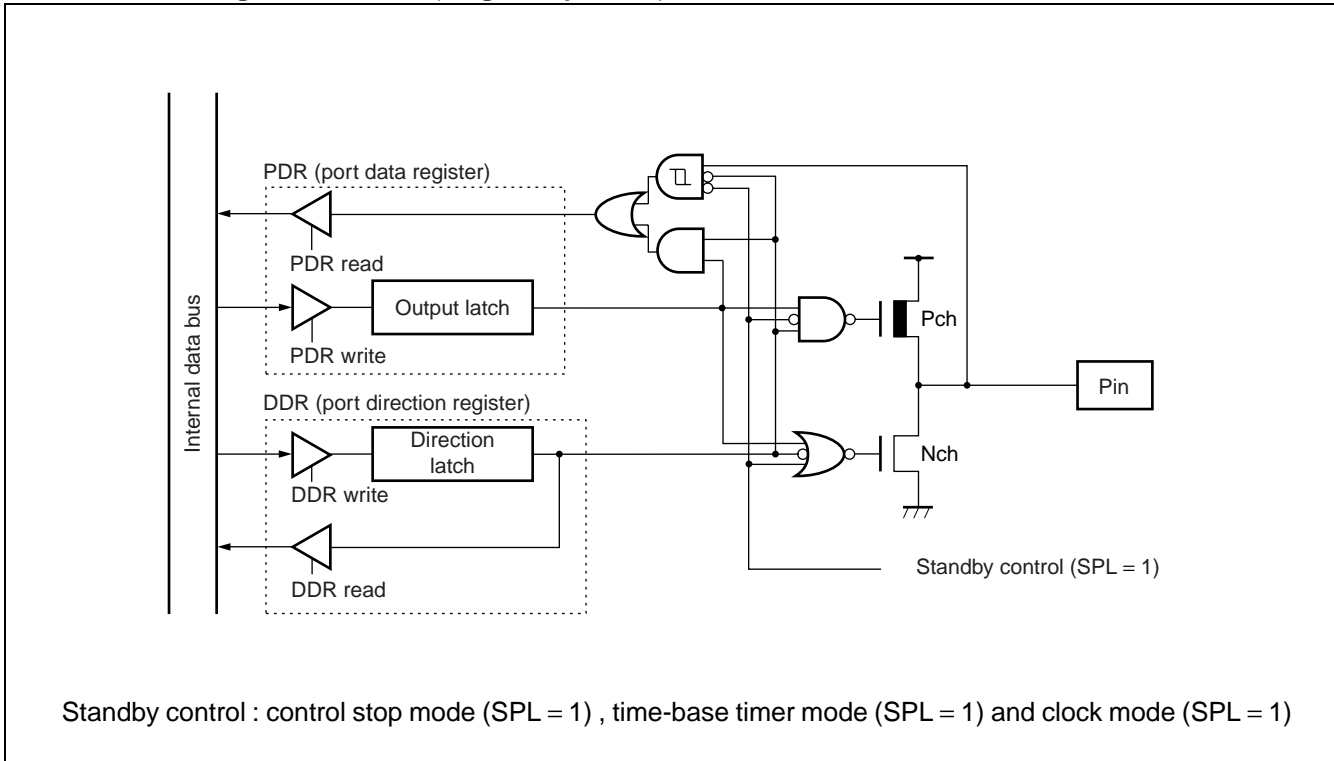 PDR (port data register)
PDR read
Output latch
PDR write
Internal data bus
DDR (port direction register)
Direction
latch
DDR write
DDR read
Pch
Nch
Pin
Standby control (SPL = 1)
Standby control : control stop mode (SPL = 1) , time-base timer mode (SPL = 1) and clock mode (SPL = 1)